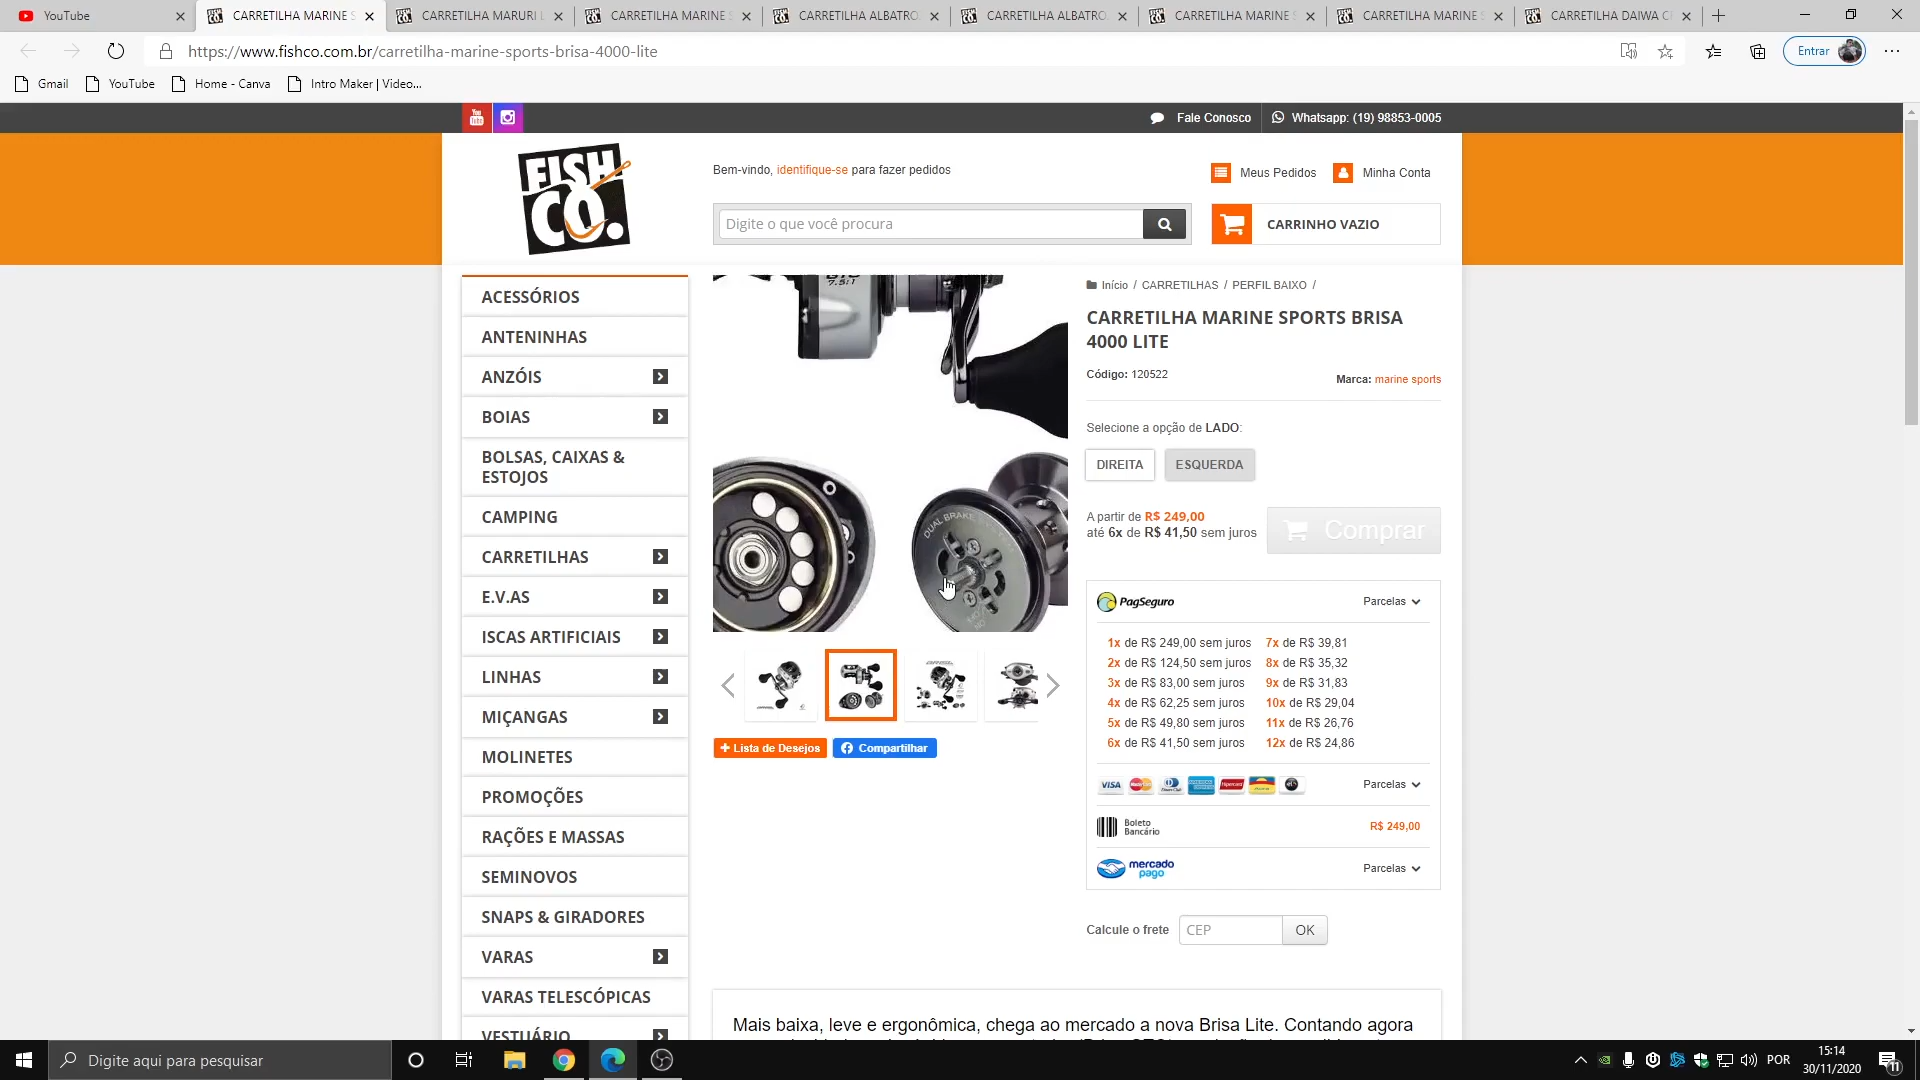 YouTube
CARRETILHA MARINE S
CARRETILHA MARURI L
CARRETILHA MARINE S
CARRETILHA ALBATRO
CARRETILHA ALBATRO
CARRETILHA MARINE S
CARRETILHA MARINE S
CARRETILHA DAIWA C
https://www.fishco.com.br/carretilha-marine-sports-brisa-4000-lite
Entrar
Gmail
YouTube
Home - Canva
Intro Maker | Video...
Fale Conosco
Whatsapp: (19) 98853-0005
FISH
CO.
Bem-vindo, identifique-se para fazer pedidos
Meus Pedidos
Minha Conta
Digite o que você procura
CARRINHO VAZIO
ACESSÓRIOS
ANTENINHAS
ANZÓIS
BOIAS
BOLSAS, CAIXAS &
ESTOJOS
CAMPING
CARRETILHAS
E.V.AS
ISCAS ARTIFICIAIS
LINHAS
MIÇANGAS
MOLINETES
PROMOÇÕES
RAÇÕES E MASSAS
SEMINOVOS
SNAPS & GIRADORES
VARAS
VARAS TELESCÓPICAS
VESTUÁRIO
DUAL BRAKE
Lista de Desejos
Compartilhar
Início / CARRETILHAS / PERFIL BAIXO /
CARRETILHA MARINE SPORTS BRISA
4000 LITE
Código: 120522
Marca: marine sports
Selecione a opção de LADO:
DIREITA
ESQUERDA
A partir de R$ 249,00
até 6x de R$ 41,50 sem juros
Comprar
PagSeguro
Parcelas
1x de R$ 249,00 sem juros 7x de R$ 39,81
2x de R$ 124,50 sem juros 8x de R$ 35,32
3x de R$ 83,00 sem juros 9x de R$ 31,83
4x de R$ 62,25 sem juros 10x de R$ 29,04
5x de R$ 49,80 sem juros 11x de R$ 26,76
6x de R$ 41,50 sem juros 12x de R$ 24,86
VISA
Parcelas
Boleto
Bancário
R$ 249,00
mercado
pago
Parcelas
Calcule o frete
CEP
OK
Mais baixa, leve e ergonômica, chega ao mercado a nova Brisa Lite. Contando agora
Digite aqui para pesquisar
POR
15:14
30/11/2020
11